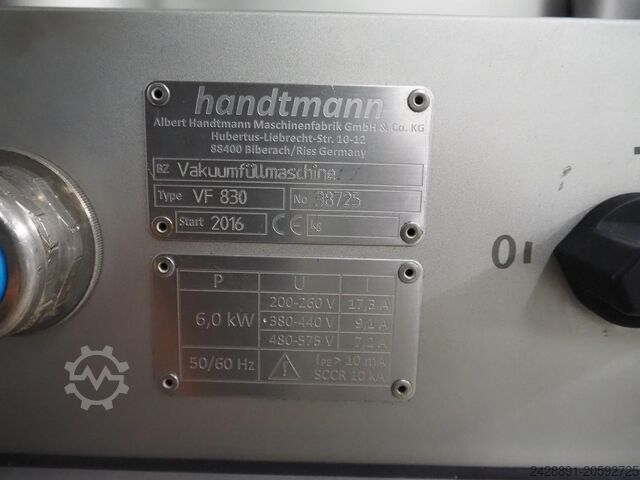 handtmann
Albert Handtmann Maschinenfabrik GmbH & Co. KG
Hubertus-Liebrecht-Str. 10-12
88400 Biberach/Riss Germany
BZ Vakuumfüllmaschine
Type VF 830 No 38725
Start 2016 CE kg
P U I
200-260 V 17,3 A
6,0 kW •380-440 V 9,1 A
480-575 V 7,2 A
50/60 Hz IPE> 10 mA
SCCR 10 kA
0
2428891-20592725